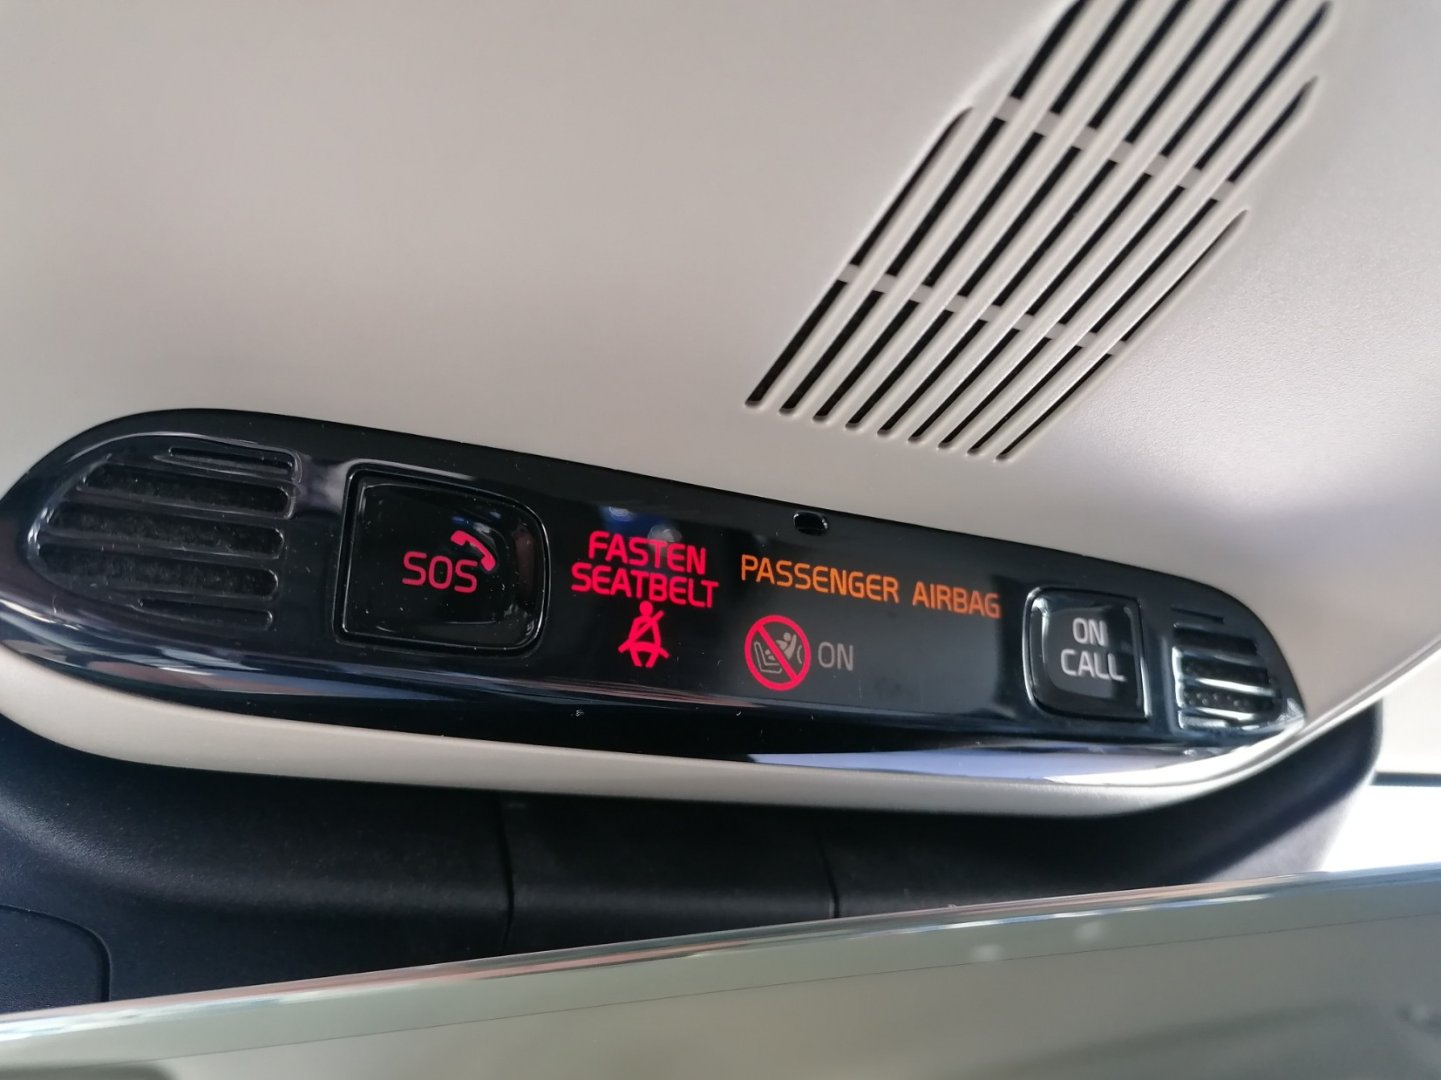 SOS
FASTEN
SEATBELT
PASSENGER AIRBAG
ON
ON
CALL